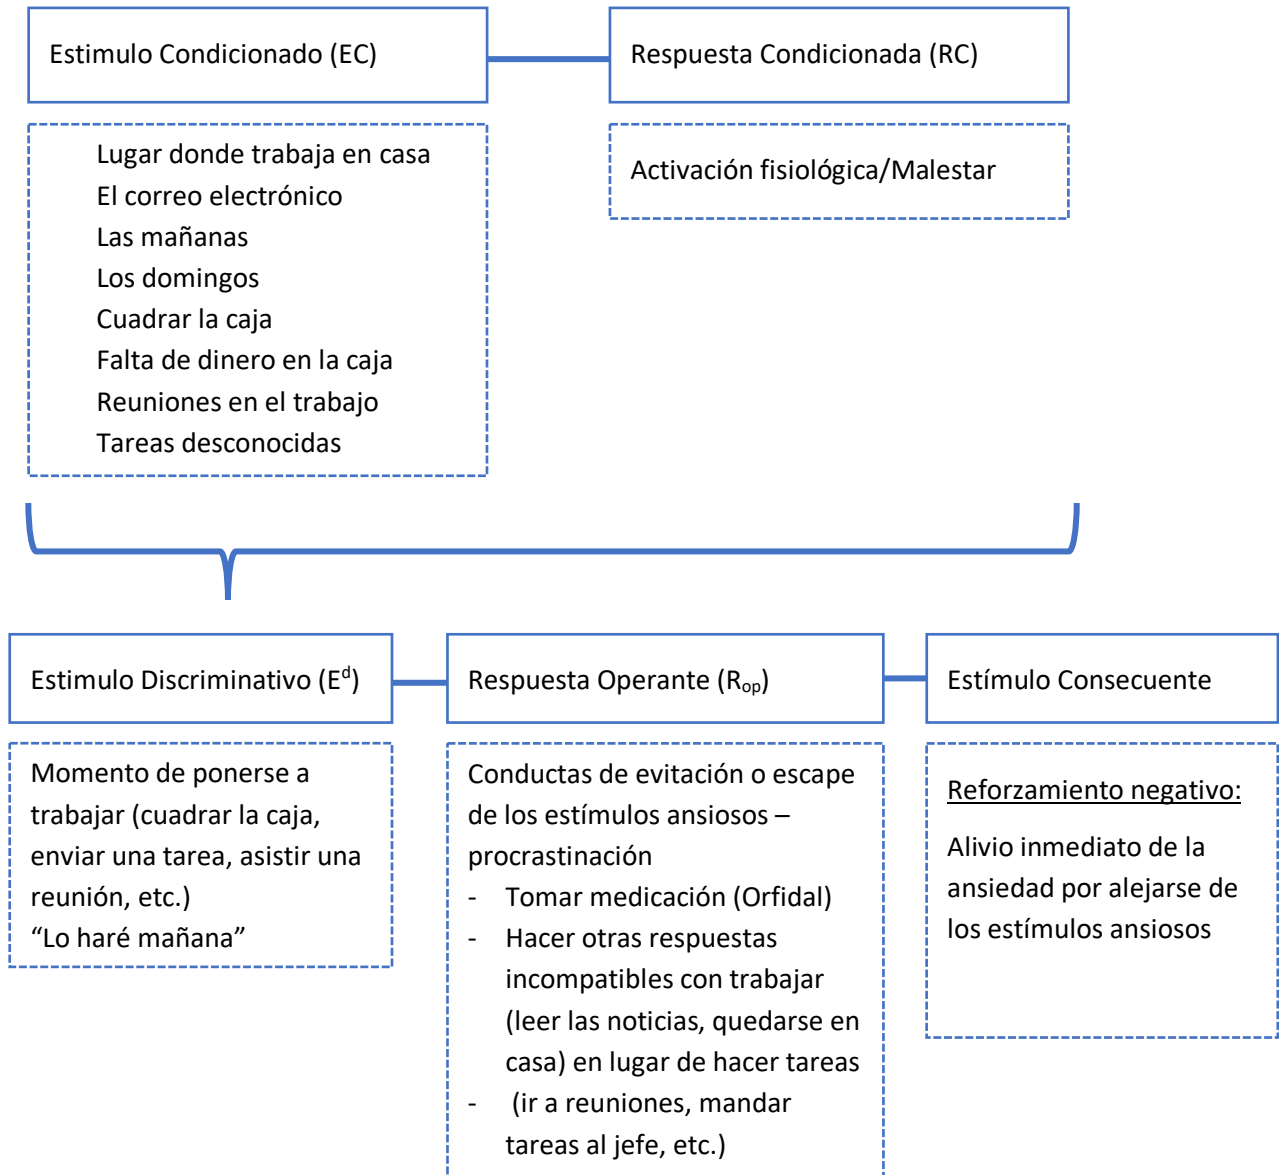 Estimulo Condicionado (EC)
Respuesta Condicionada (RC)
Lugar donde trabaja en casa
El correo electrónico
Las mañanas
Los domingos
Cuadrar la caja
Falta de dinero en la caja
Reuniones en el trabajo
Tareas desconocidas
Activación fisiológica/Malestar
Estimulo Discriminativo (Eᵈ)
Respuesta Operante (Rₒₚ)
Estímulo Consecuente
Momento de ponerse a
trabajar (cuadrar la caja,
enviar una tarea, asistir una
reunión, etc.)
“Lo haré mañana”
Conductas de evitación o escape
de los estímulos ansiosos –
procrastinación
- Tomar medicación (Orfidal)
- Hacer otras respuestas
incompatibles con trabajar
(leer las noticias, quedarse en
casa) en lugar de hacer tareas
- (ir a reuniones, mandar
tareas al jefe, etc.)
Reforzamiento negativo:
Alivio inmediato de la
ansiedad por alejarse de
los estímulos ansiosos